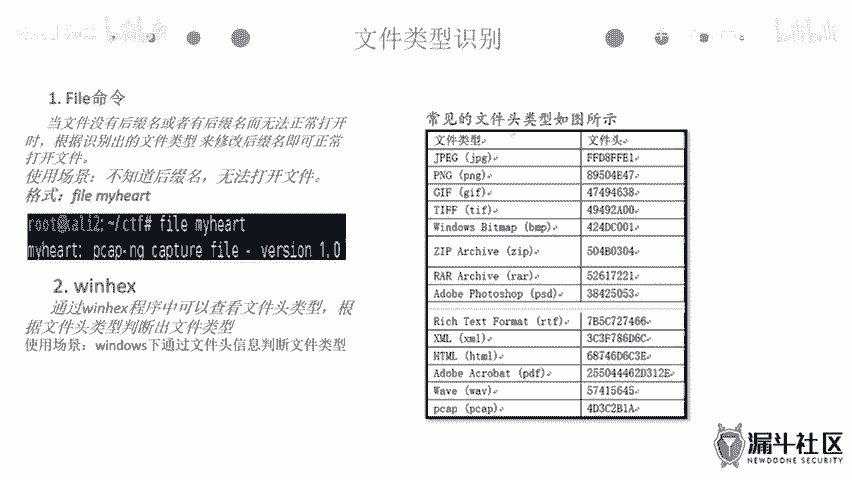 文件类型识别
1. File命令
当文件没有后缀名或者有后缀名而无法正常打开
时，根据识别出的文件类型 来修改后缀名即可正常
打开文件。
使用场景：不知道后缀名，无法打开文件。
格式：file myheart
root@kali2:~/ctf# file myheart
myheart: pcap-ng capture file - version 1.0
2. winhex
通过winhex程序中可以查看文件头类型，根
据文件头类型判断出文件类型
使用场景：windows下通过文件头信息判断文件类型
常见的文件头类型如图所示
文件类型 文件头
JPEG (jpg) FFD8FFE1
PNG (png) 89504E47
GIF (gif) 47494638
TIFF (tif) 49492A00
Windows Bitmap (bmp) 424DC001
ZIP Archive (zip) 504B0304
RAR Archive (rar) 52617221
Adobe Photoshop (psd) 38425053
Rich Text Format (rtf) 7B5C727466
XML (xml) 3C3F786D6C
HTML (html) 68746D6C3E
Adobe Acrobat (pdf) 255044462D312E
Wave (wav) 57415645
pcap (pcap) 4D3C2B1A
漏斗社区
NEWDOONE SECURITY